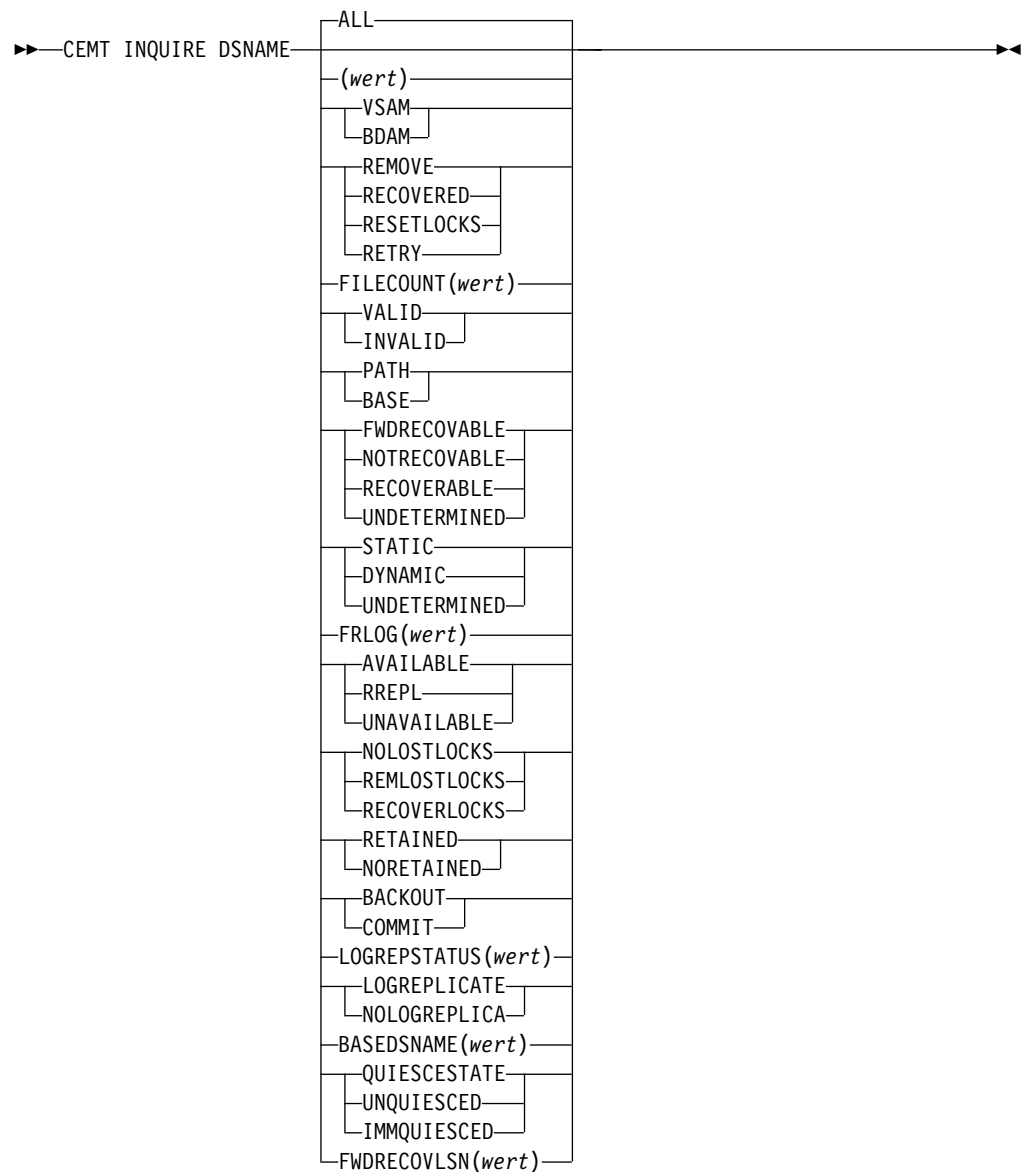 ALL
CEMT INQUIRE DSNAME
(wert)
VSAM
BDAM
REMOVE
RECOVERED
RESETLOCKS
RETRY
FILECOUNT(wert)
VALID
INVALID
PATH
BASE
FWDRECOVABLE
NOTRECOVABLE
RECOVERABLE
UNDETERMINED
STATIC
DYNAMIC
UNDETERMINED
FRLOG(wert)
AVAILABLE
RREPL
UNAVAILABLE
NOLOSTLOCKS
REMLOSTLOCKS
RECOVERLOCKS
RETAINED
NORETAINED
BACKOUT
COMMIT
LOGREPSTATUS(wert)
LOGREPLICATE
NOLOGREPLICA
BASEDSNAME(wert)
QUIESCESTATE
UNQUIESCED
IMMQUIESCED
FWDRECOVLSN(wert)